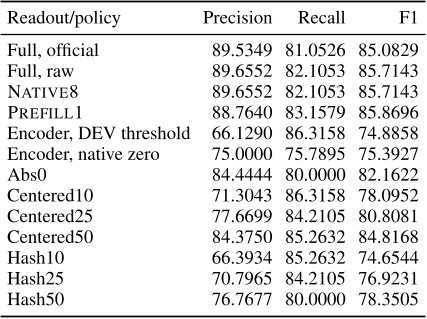 Readout/policy Precision Recall F1
Full, official 89.5349 81.0526 85.0829
Full, raw 89.6552 82.1053 85.7143
NATIVE8 89.6552 82.1053 85.7143
PREFILL1 88.7640 83.1579 85.8696
Encoder, DEV threshold 66.1290 86.3158 74.8858
Encoder, native zero 75.0000 75.7895 75.3927
Abs0 84.4444 80.0000 82.1622
Centered10 71.3043 86.3158 78.0952
Centered25 77.6699 84.2105 80.8081
Centered50 84.3750 85.2632 84.8168
Hash10 66.3934 85.2632 74.6544
Hash25 70.7965 84.2105 76.9231
Hash50 76.7677 80.0000 78.3505